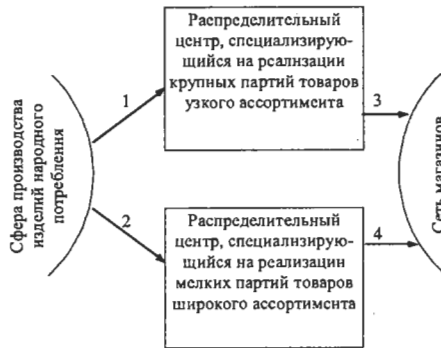 Распределительный
центр, специализирую-
щийся на реализации
крупных партий товаров
узкого ассортимента
1
3
Сфера производства
изделий народного
потребления
Сеть магазинов
2
4
Распределительный
центр, специализирую-
щийся на реализации
мелких партий товаров
широкого ассортимента